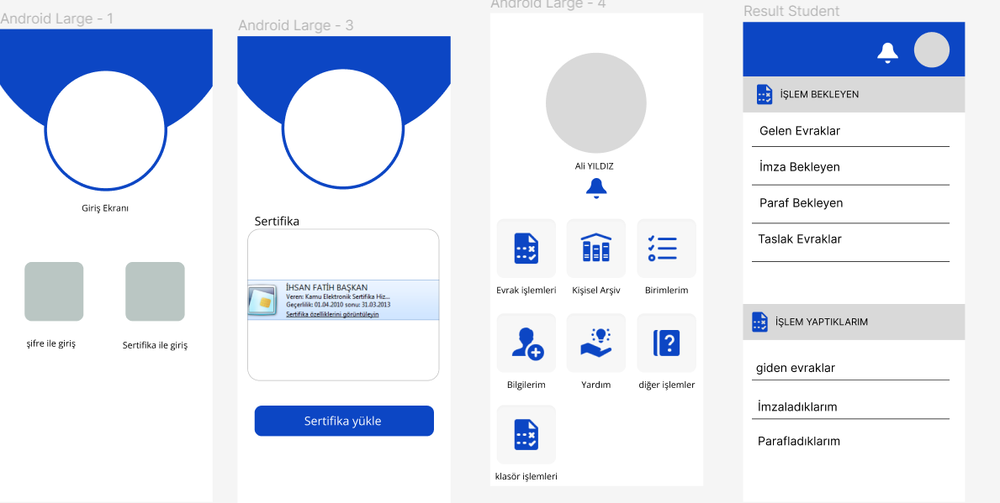 Android Large - 1
Giriş Ekranı
şifre ile giriş
Sertifika ile giriş
Android Large - 3
Sertifika
İHSAN FATİH BAŞKAN
Veren: Kamu Elektronik Sertifika Hiz...
Geçerlilik: 01.04.2010 sonu: 31.03.2013
Sertifika özelliklerini görüntüleyin
Sertifika yükle
Android Large - 4
Ali YILDIZ
Evrak işlemleri
Kişisel Arşiv
Birimlerim
Bilgilerim
Yardım
diğer işlemler
klasör işlemleri
Result Student
İŞLEM BEKLEYEN
Gelen Evraklar
İmza Bekleyen
Paraf Bekleyen
Taslak Evraklar
İŞLEM YAPTIKLARIM
giden evraklar
İmzaladıklarım
Parafladıklarım